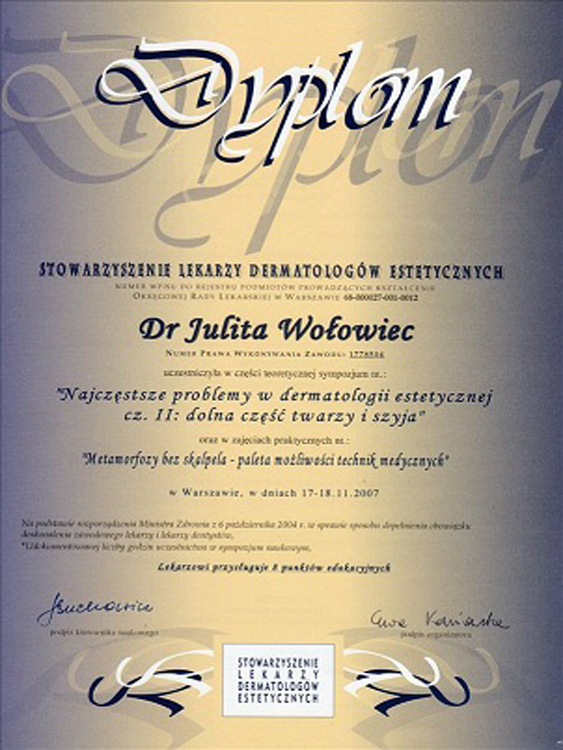 Dyplom
STOWARZYSZENIE LEKARZY DERMATOLOGÓW ESTETYCZNYCH
NUMER WPISU DO REJESTRU PODMIOTÓW PROWADZĄCYCH KSZTAŁCENIE
OKRĘGOWEJ RADY LEKARSKIEJ W WARSZAWIE 68-000027-001-0012
Dr Julita Wołowiec
NUMER PRAWA WYKONYWANIA ZAWODU:
uczestniczyła w części teoretycznej sympozjum nt.:
"Najczęstsze problemy w dermatologii estetycznej
cz. II: dolna część twarzy i szyja"
oraz w zajęciach praktycznych nt.:
"Metamorfozy bez skalpela - paleta możliwości technik medycznych"
w Warszawie, w dniach 17-18.11.2007
Na podstawie rozporządzenia Ministra Zdrowia z 6 października 2004 r. w sprawie sposobu dopełnienia obowiązku
doskonalenia zawodowego lekarzy i lekarzy dentystów,
*Udokumentowanej liczby godzin uczestnictwa w sympozjum naukowym,
Lekarzowi przysługuje 8 punktów edukacyjnych
Ewa
podpis kierownika naukowego
podpis organizatora
STOWARZYSZENIE
LEKARZY
DERMATOLOGÓW
ESTETYCZNYCH